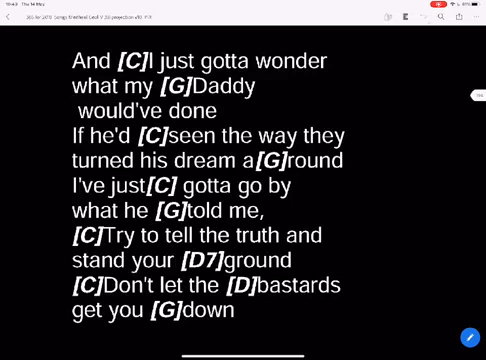 And [C]I just gotta wonder
what my [G]Daddy
would've done
If he'd [C]seen the way they
turned his dream a[G]round
I've just[C] gotta go by
what he [G]told me,
[C]Try to tell the truth and
stand your [D7]ground
[C]Don't let the [D]bastards
get you [G]down